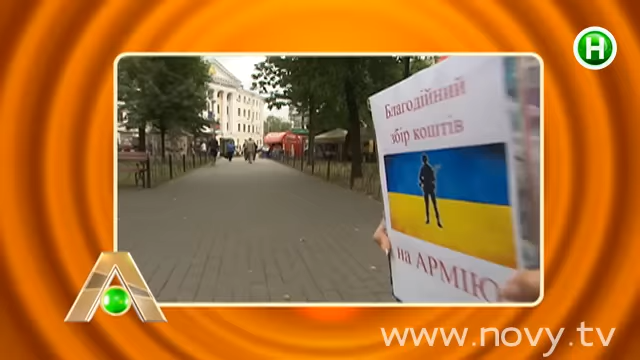 Н
Благодійний
збір коштів
на АРМІЮ
www.novy.tv